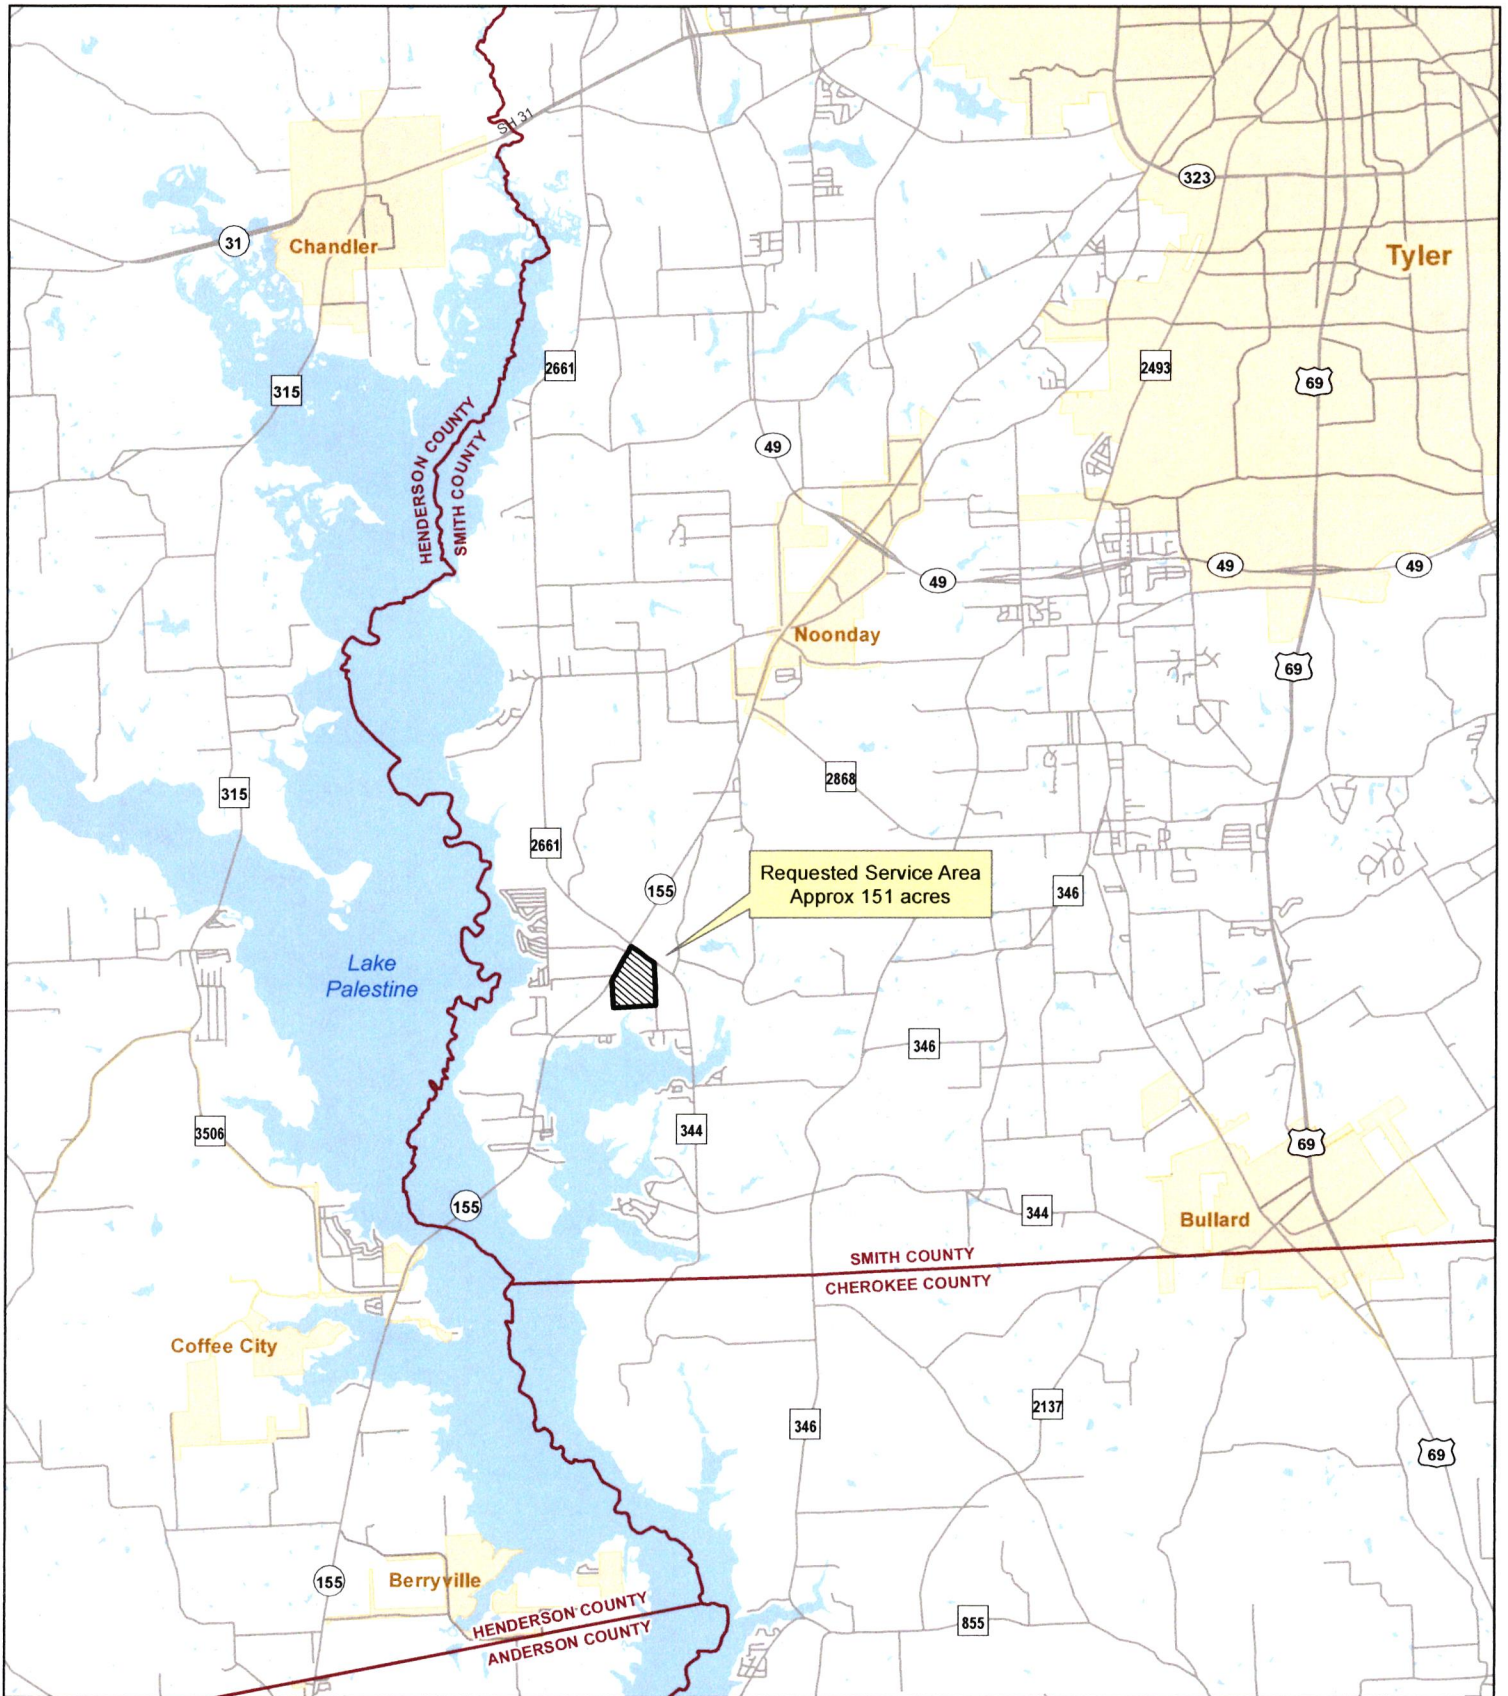 SH 31
323
31
Chandler
Tyler
2661
2493
69
315
49
HENDERSON COUNTY
SMITH COUNTY
49
49
49
Noonday
69
2868
315
2661
155
Requested Service Area
Approx 151 acres
346
Lake
Palestine
346
3506
344
69
155
344
Bullard
SMITH COUNTY
CHEROKEE COUNTY
Coffee City
2137
346
69
155
Berryville
HENDERSON COUNTY
ANDERSON COUNTY
855